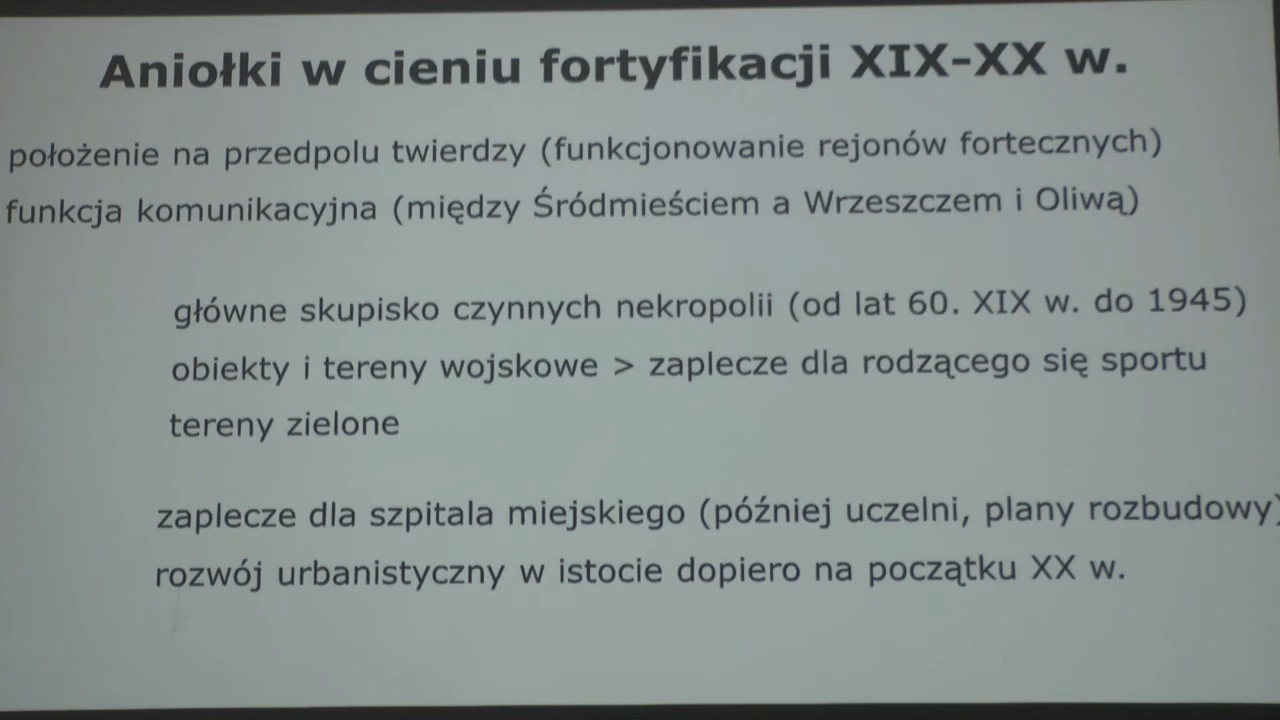 Aniołki w cieniu fortyfikacji XIX-XX w.
położenie na przedpolu twierdzy (funkcjonowanie rejonów fortecznych)
funkcja komunikacyjna (między Śródmieściem a Wrzeszczem i Oliwą)
główne skupisko czynnych nekropolii (od lat 60. XIX w. do 1945)
obiekty i tereny wojskowe > zaplecze dla rodzącego się sportu
tereny zielone
zaplecze dla szpitala miejskiego (później uczelni, plany rozbudowy)
rozwój urbanistyczny w istocie dopiero na początku XX w.